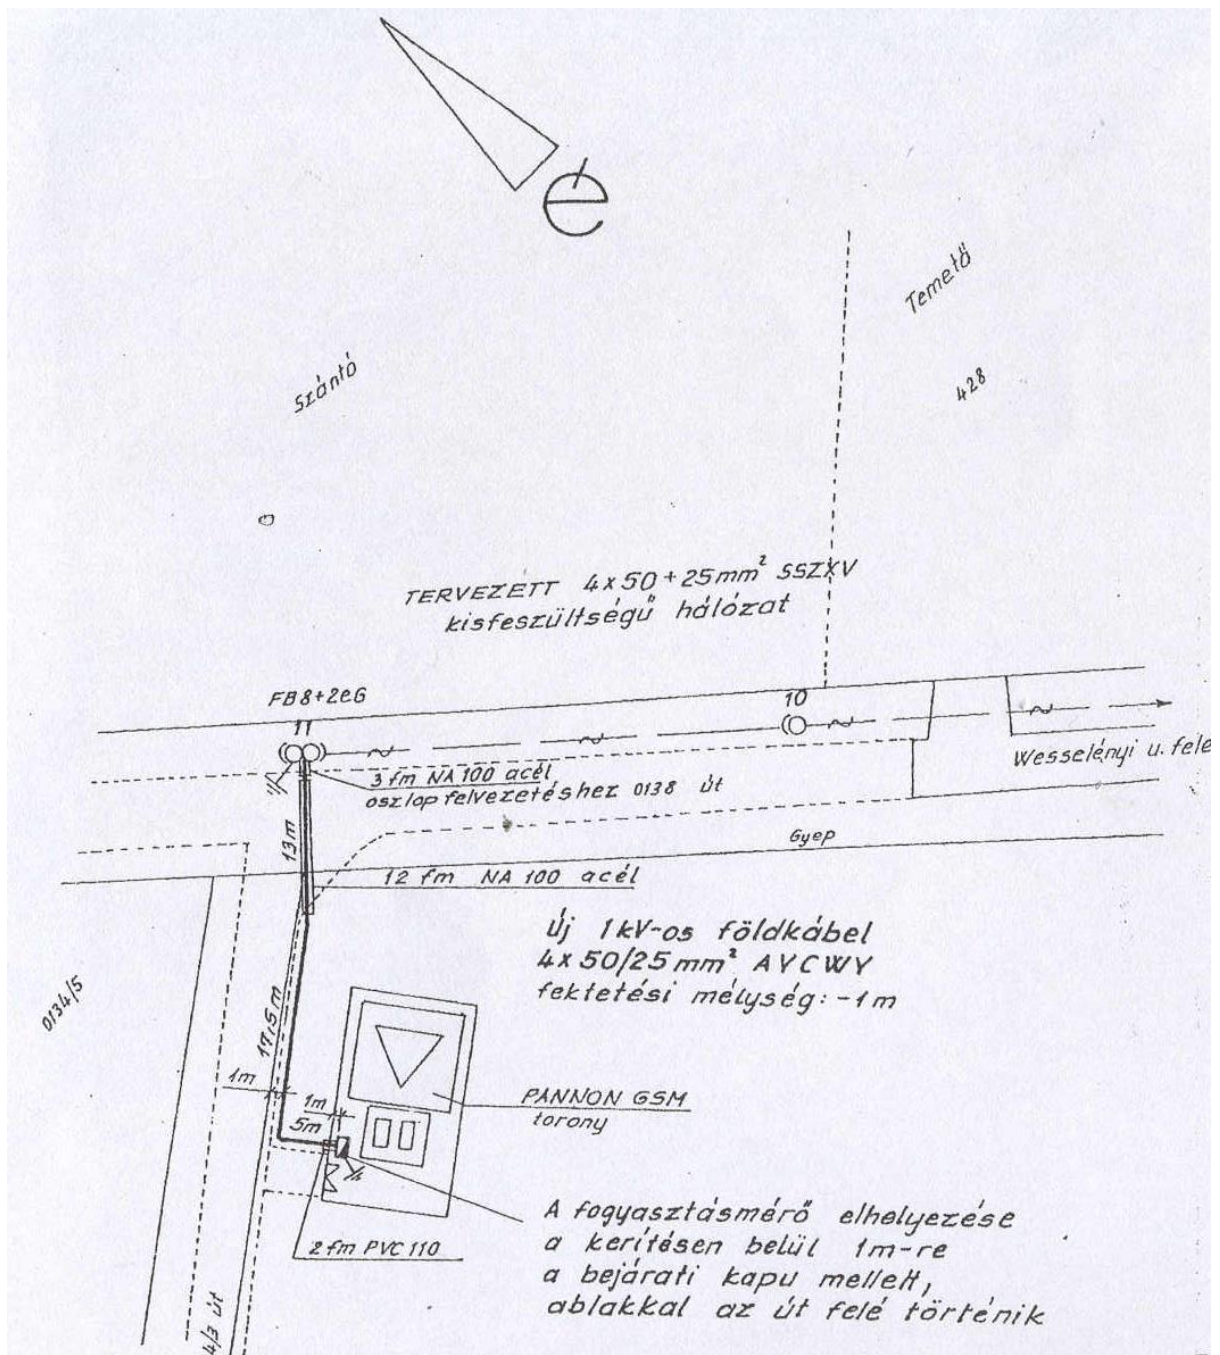 é
Temető
428
Szántó
TERVEZETT 4x50+25mm² SSZXV
kisfeszültségű hálózat
FB8+2eG
11
10
Wesselényi u. felé
3 fm NA 100 acél
oszlop felvezetéshez 0138 út
13m
Gyep
12 fm NA 100 acél
Új 1kV-os földkábel
4x50/25mm² AYCWY
fektetési mélység: -1m
0134/5
17,5m
1m
1m
5m
PANNON GSM
torony
A fogyasztásmérő elhelyezése
a kerítésen belül 1m-re
a bejárati kapu mellett,
ablakkal az út felé történik
2 fm PVC 110
4/3 út